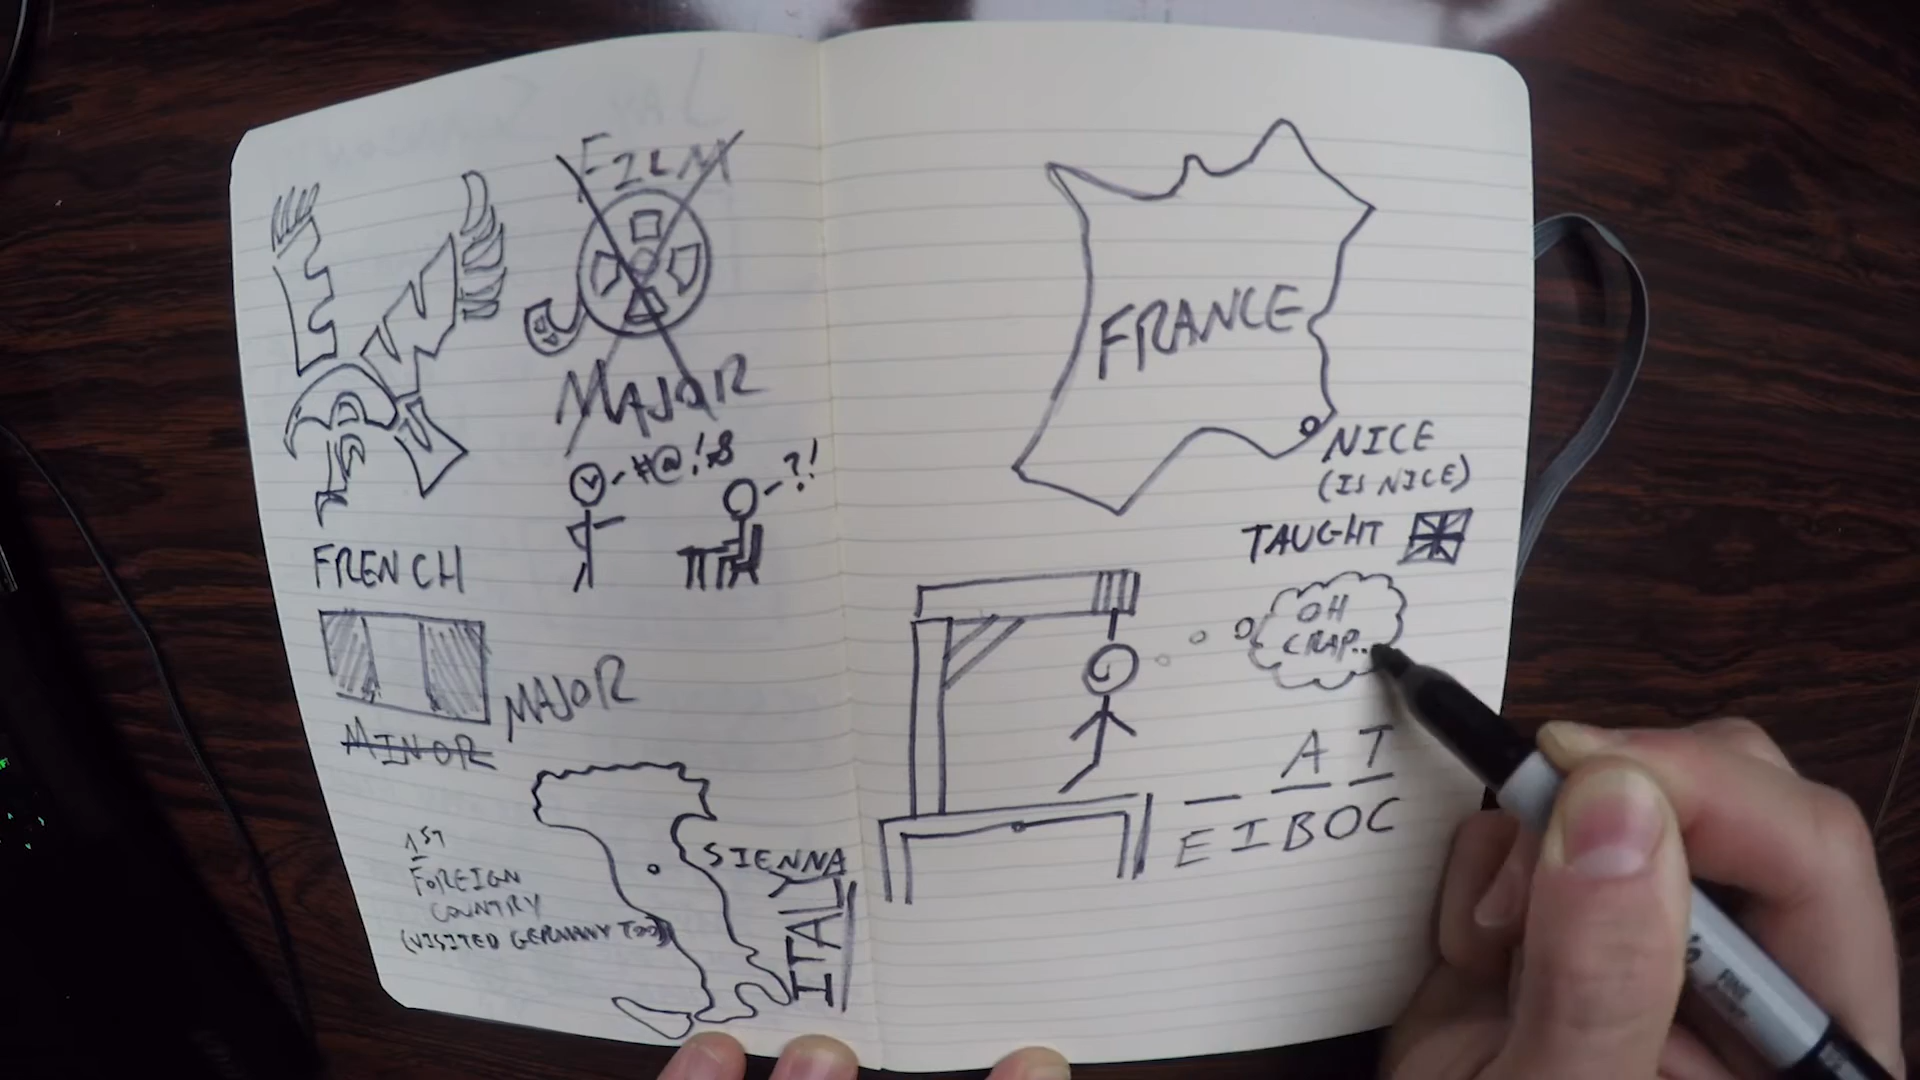 FILM
MAJOR
#@!$
?!
FRENCH
MAJOR
MINOR
1ST
FOREIGN
COUNTRY
(VISITED GERMANY TOO)
SIENNA
ITALY
FRANCE
NICE
(IS NICE)
TAUGHT
OH
CRAP...
_ A T
E I B O C
FINE